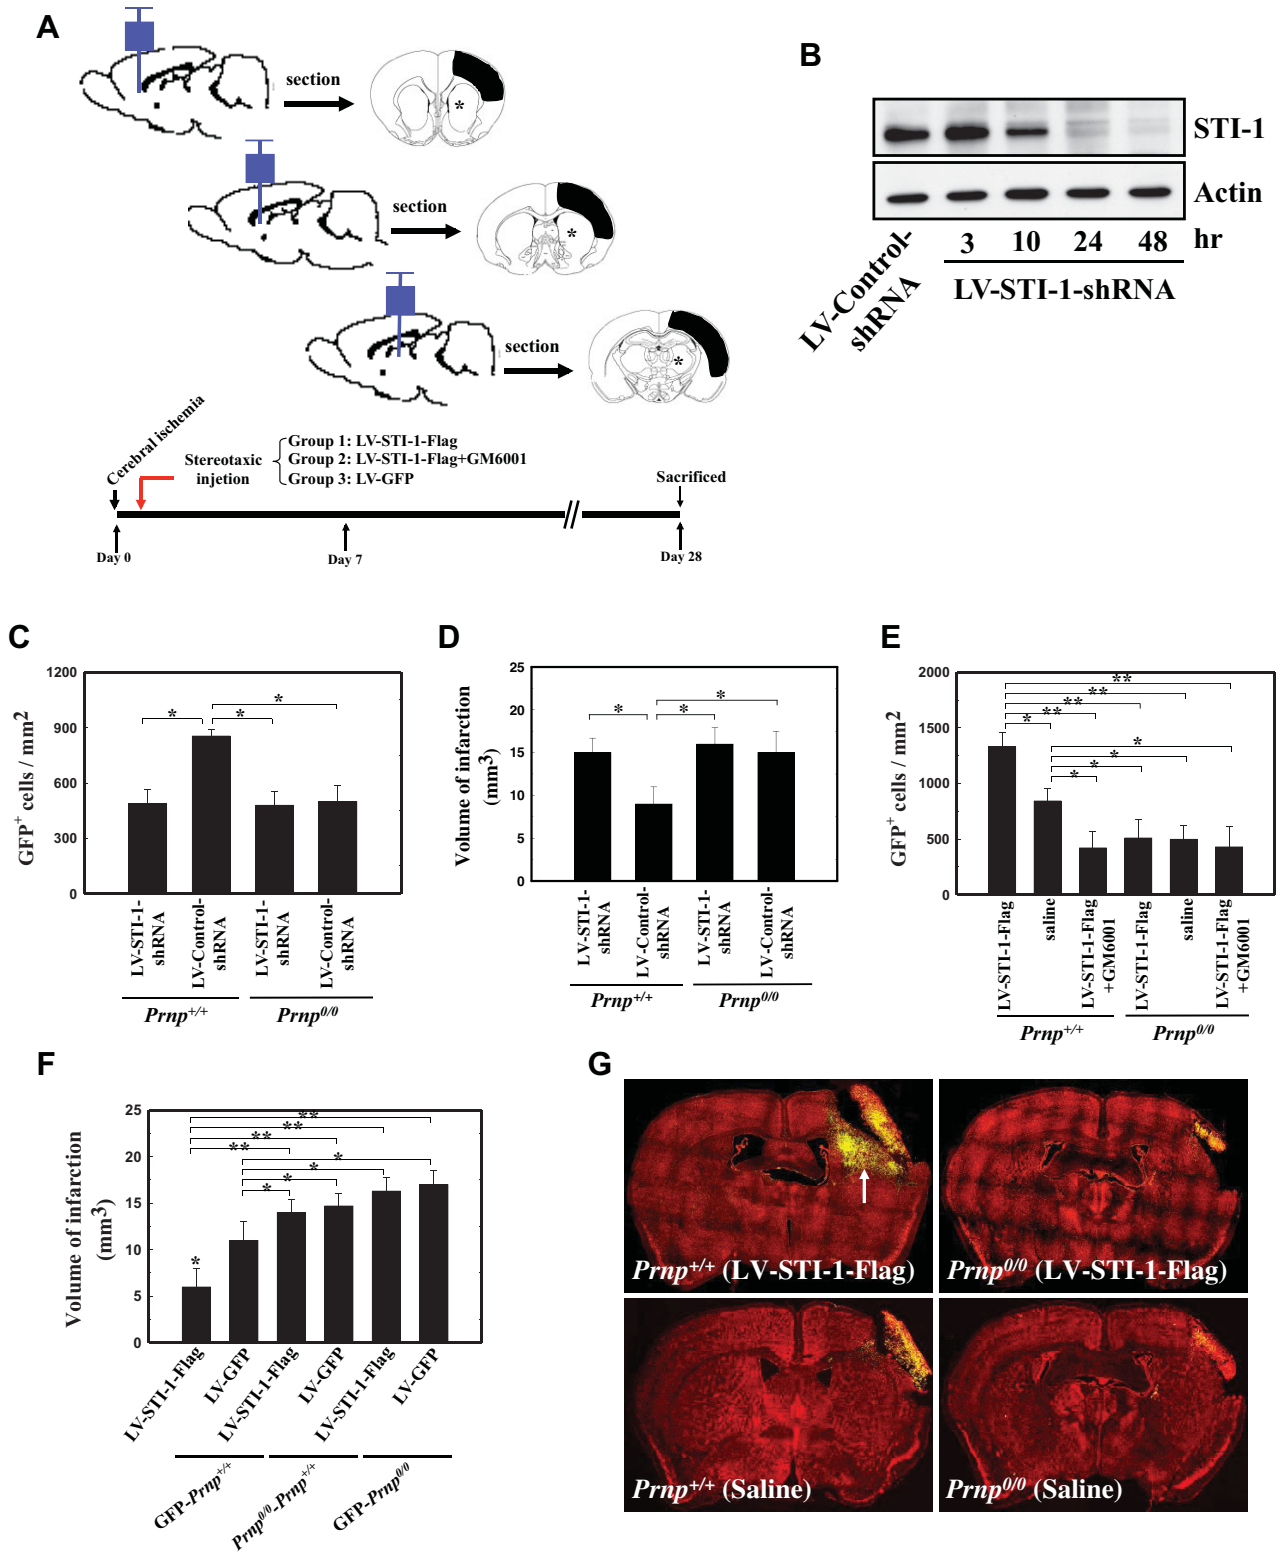 A
section
*
section
*
section
*
Cerebral ischemia
Stereotaxic
injetion
Group 1: LV-STI-1-Flag
Group 2: LV-STI-1-Flag+GM6001
Group 3: LV-GFP
Sacrificed
Day 0
Day 7
Day 28
B
STI-1
Actin
3 10 24 48 hr
LV-Control-
shRNA
LV-STI-1-shRNA
C
GFP+ cells / mm2
1200
900
600
300
0
* * *
LV-STI-1-
shRNA
LV-Control-
shRNA
LV-STI-1-
shRNA
LV-Control-
shRNA
Prnp+/+
Prnp0/0
D
Volume of infarction
(mm3)
25
20
15
10
5
0
* * *
LV-STI-1-
shRNA
LV-Control-
shRNA
LV-STI-1-
shRNA
LV-Control-
shRNA
Prnp+/+
Prnp0/0
E
GFP+ cells / mm2
2000
1500
1000
500
0
**
**
**
**
*
*
*
*
*
LV-STI-1-Flag
saline
LV-STI-1-Flag
+GM6001
LV-STI-1-Flag
saline
LV-STI-1-Flag
+GM6001
Prnp+/+
Prnp0/0
F
Volume of infarction
(mm3)
25
20
15
10
5
0
**
**
**
**
*
*
*
*
*
LV-STI-1-Flag
LV-GFP
LV-STI-1-Flag
LV-GFP
LV-STI-1-Flag
LV-GFP
GFP-Prnp+/+
Prnp0/0-Prnp+/+
GFP-Prnp0/0
G
Prnp+/+ (LV-STI-1-Flag)
Prnp0/0 (LV-STI-1-Flag)
Prnp+/+ (Saline)
Prnp0/0 (Saline)